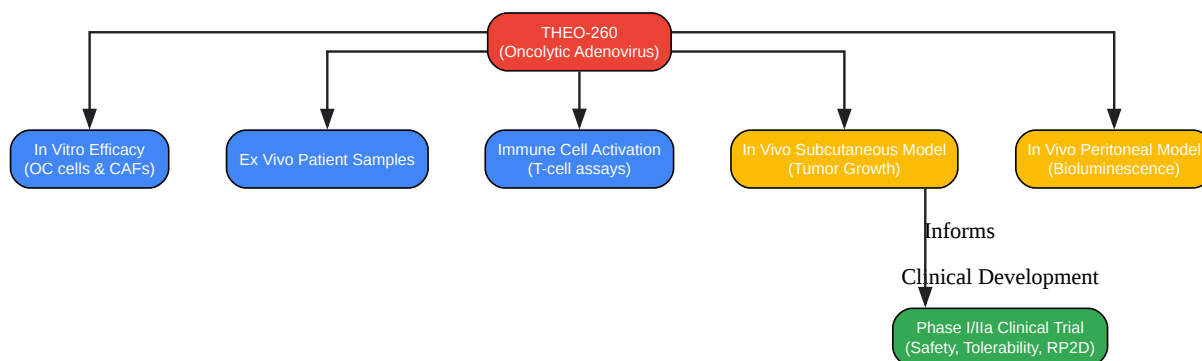 THEO-260
(Oncolytic Adenovirus)
In Vitro Efficacy
(OC cells & CAFs)
Ex Vivo Patient Samples
Immune Cell Activation
(T-cell assays)
In Vivo Subcutaneous Model
(Tumor Growth)
In Vivo Peritoneal Model
(Bioluminescence)
Informs
Clinical Development
Phase I/IIa Clinical Trial
(Safety, Tolerability, RP2D)